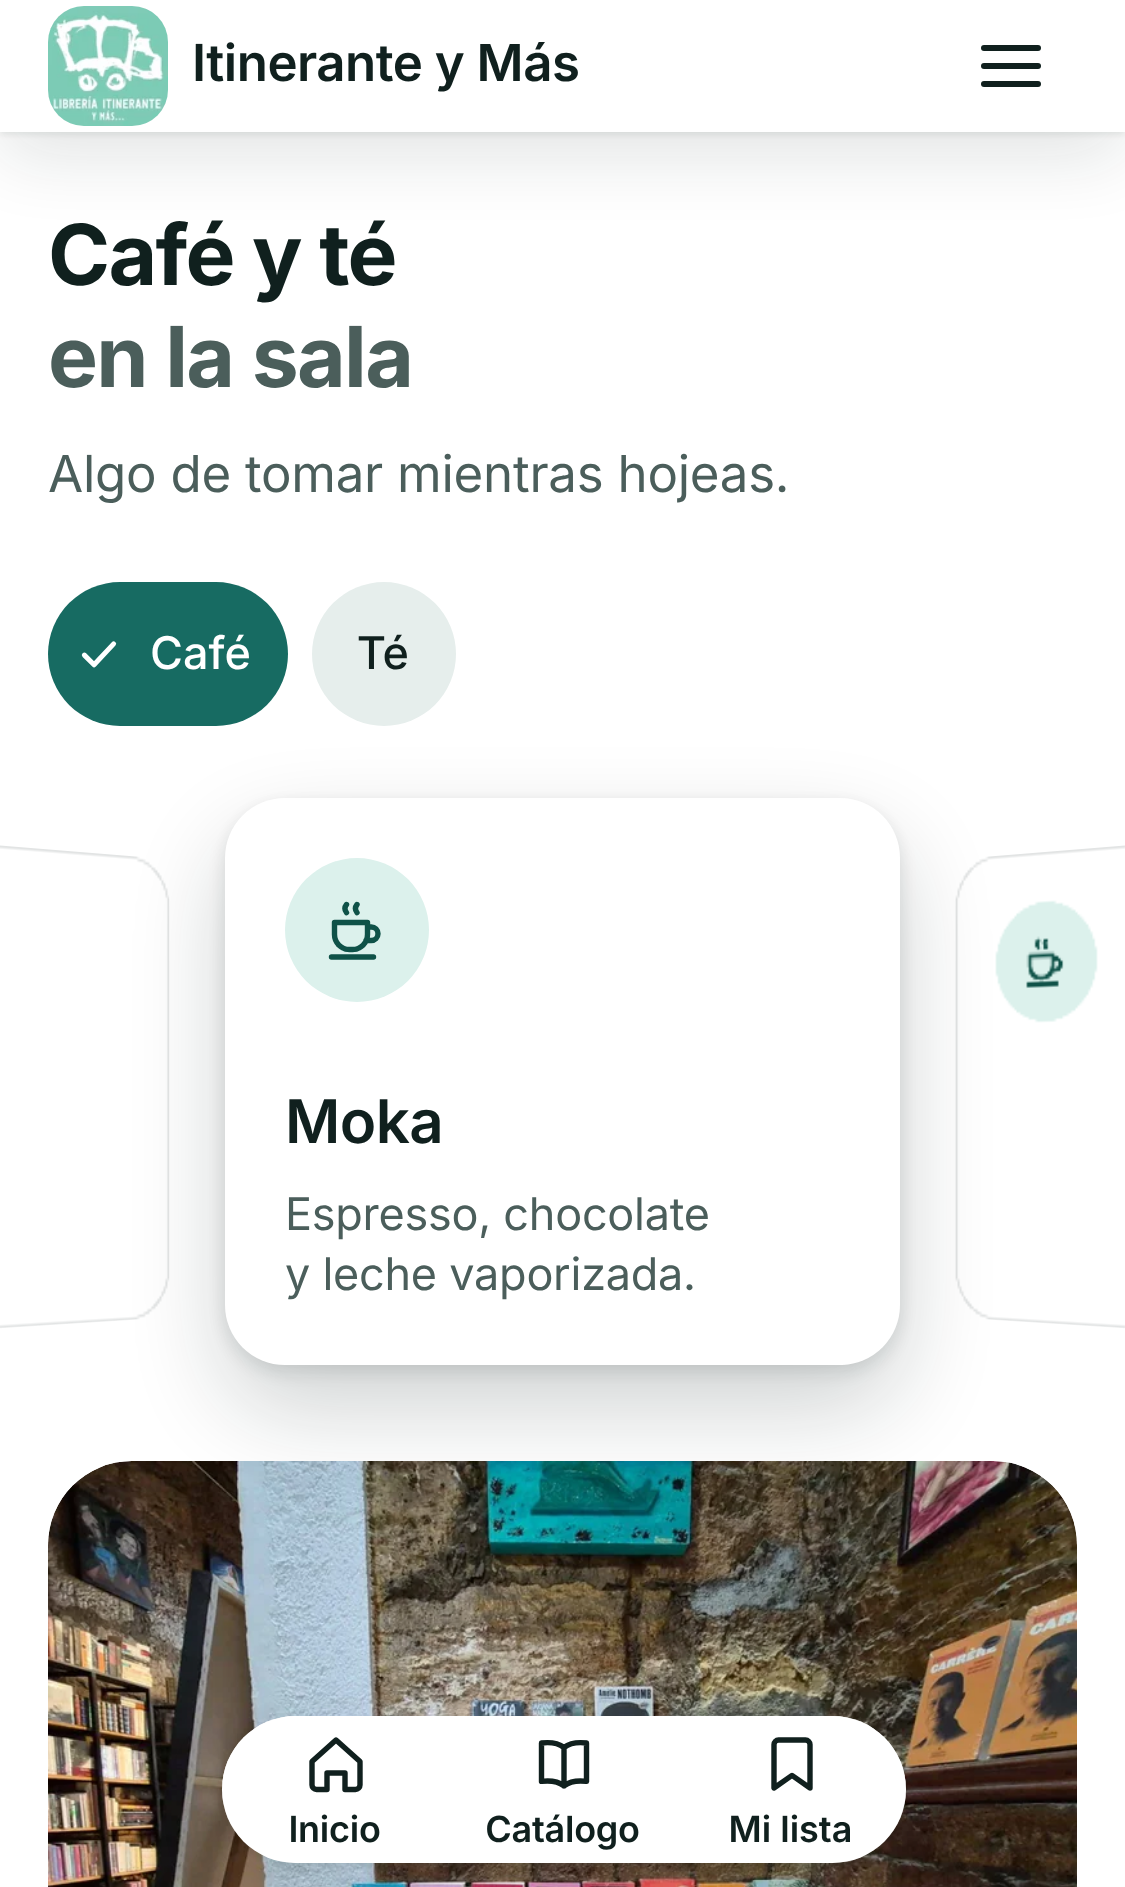 LIBRERÍA ITINERANTE
Y MÁS...
Itinerante y Más
Café y té
en la sala
Algo de tomar mientras hojeas.
Café
Té
Moka
Espresso, chocolate
y leche vaporizada.
CARRÈRE
CARR
YOGA
Amélie NOTHOMB
Inicio
Catálogo
Mi lista